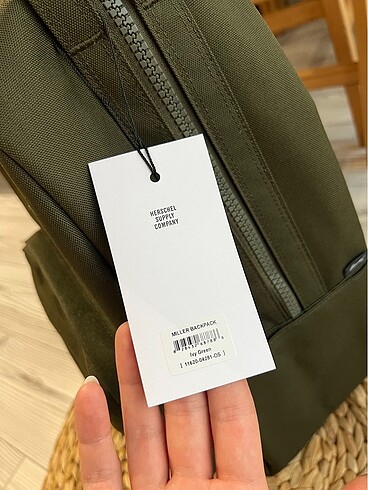 HERSCHEL
SUPPLY
COMPANY
MILLER BACKPACK
Ivy Green
[ 11620-04281-OS ]